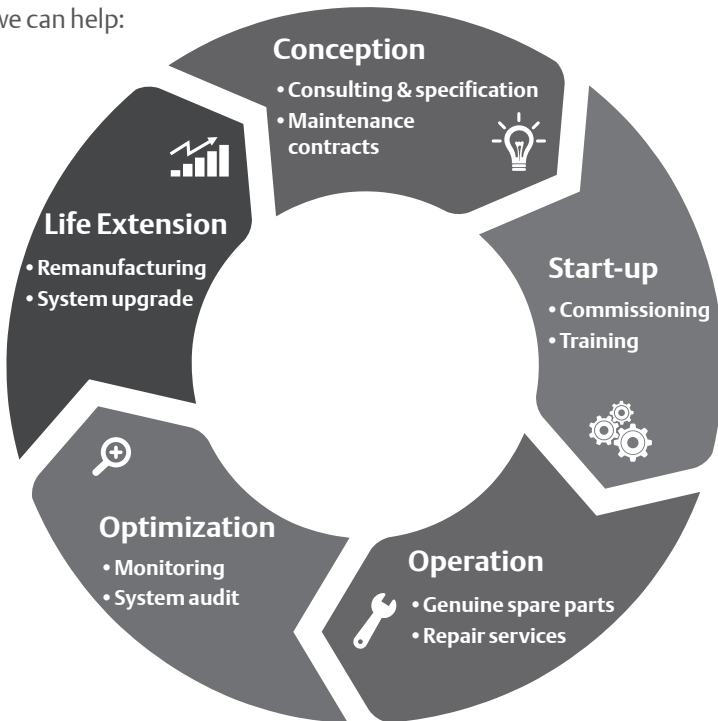 we can help:
Conception
• Consulting & specification
• Maintenance
contracts
Start-up
• Commissioning
• Training
Operation
• Genuine spare parts
• Repair services
Optimization
• Monitoring
• System audit
Life Extension
• Remanufacturing
• System upgrade